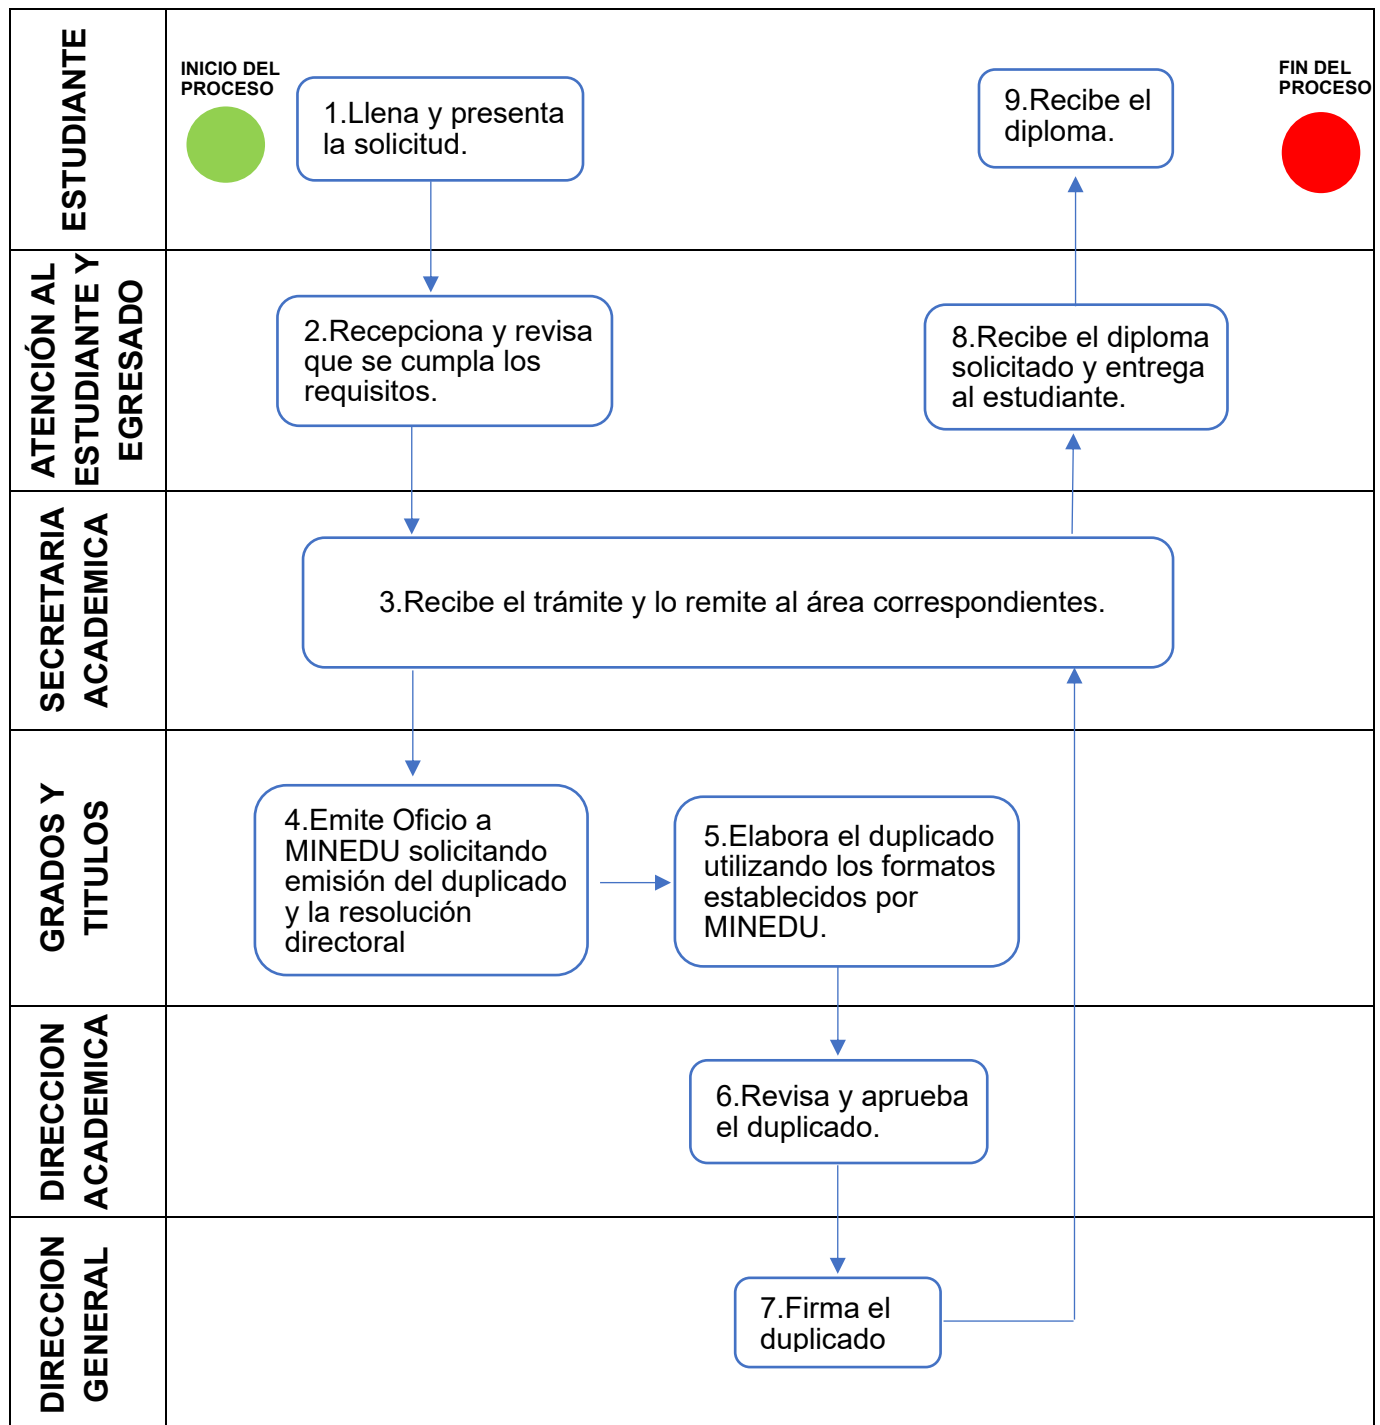 ESTUDIANTE
INICIO DEL
PROCESO
1.Llena y presenta
la solicitud.
9.Recibe el
diploma.
FIN DEL
PROCESO
ATENCIÓN AL
ESTUDIANTE Y
EGRESADO
2.Recepciona y revisa
que se cumpla los
requisitos.
8.Recibe el diploma
solicitado y entrega
al estudiante.
SECRETARIA
ACADEMICA
3.Recibe el trámite y lo remite al área correspondientes.
GRADOS Y
TITULOS
4.Emite Oficio a
MINEDU solicitando
emisión del duplicado
y la resolución
directoral
5.Elabora el duplicado
utilizando los formatos
establecidos por
MINEDU.
DIRECCION
ACADEMICA
6.Revisa y aprueba
el duplicado.
DIRECCION
GENERAL
7.Firma el
duplicado